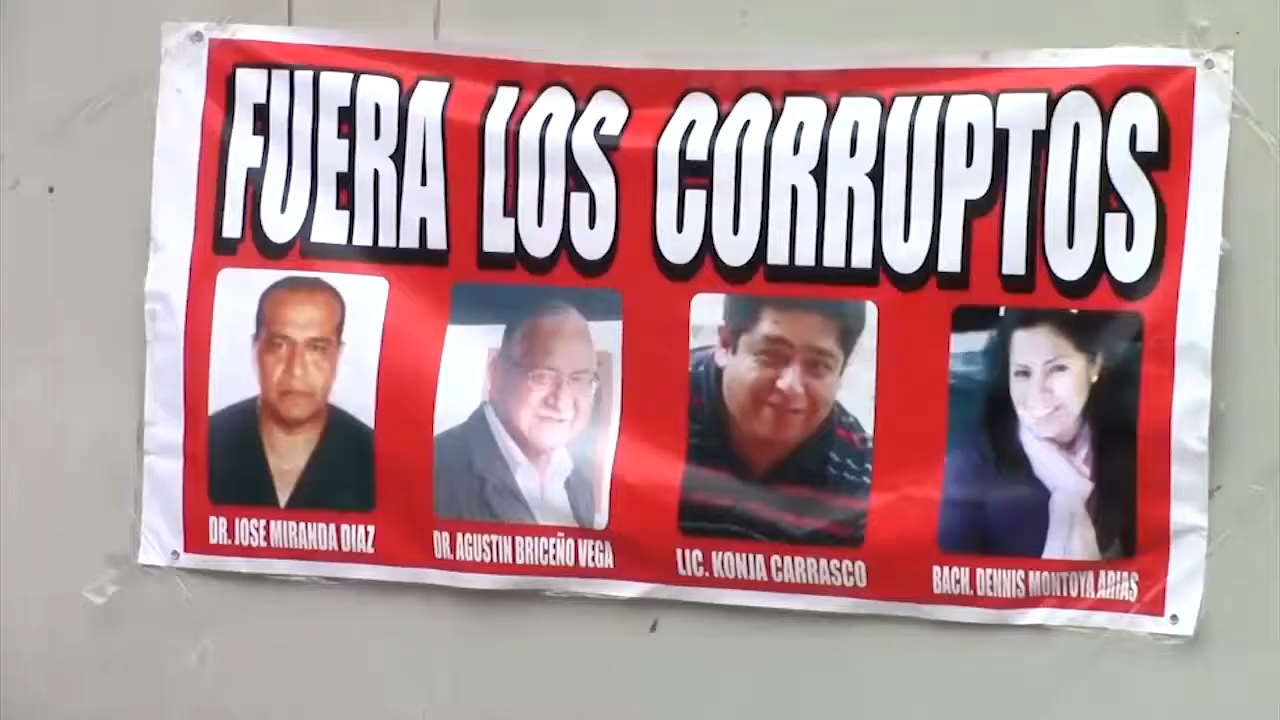 FUERA LOS CORRUPTOS
DR. JOSE MIRANDA DIAZ
DR. AGUSTIN BRICEÑO VEGA
LIC. KONJA CARRASCO
BACH. DENNIS MONTOYA ARIAS